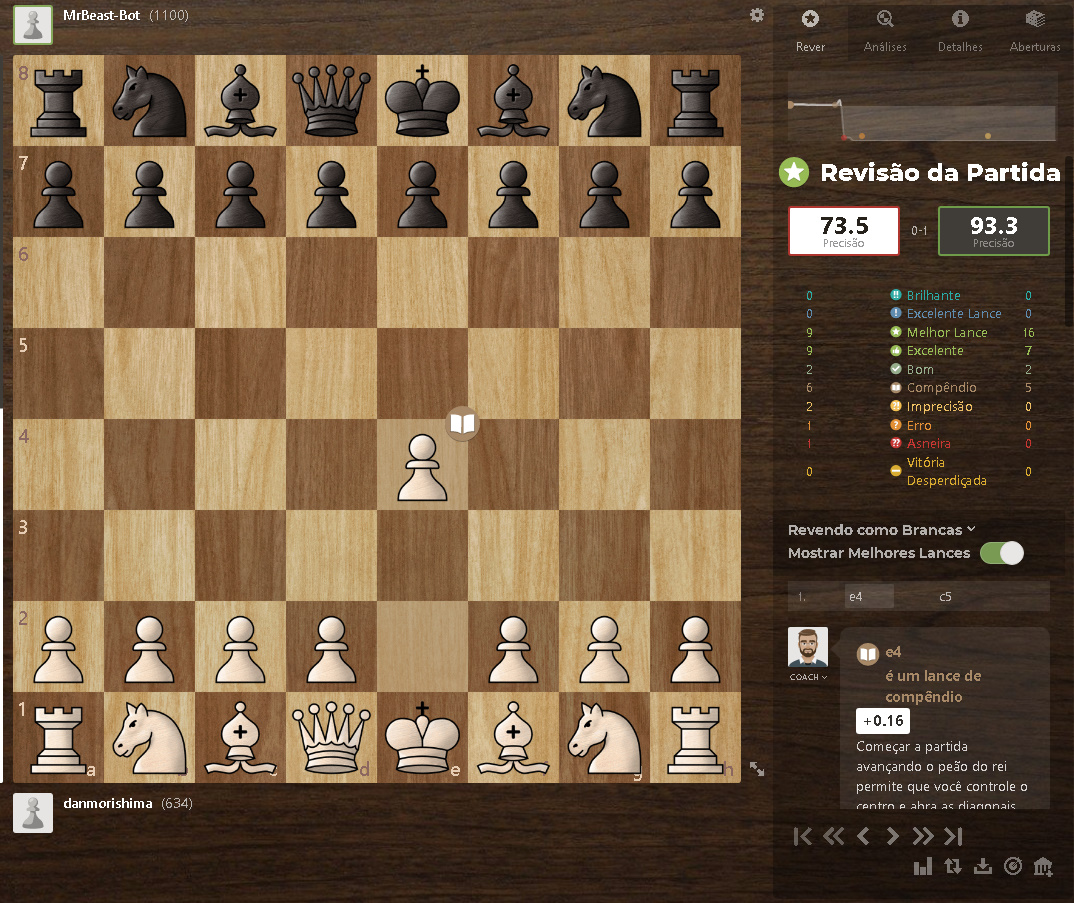 MrBeast-Bot (1100)
8
7
6
5
4
3
2
1
a
c
d
e
g
h
danmorishima (634)
Rever
Análises
Detalhes
Aberturas
Revisão da Partida
73.5
Precisão
0-1
93.3
Precisão
0 Brilhante 0
0 Excelente Lance 0
9 Melhor Lance 16
9 Excelente 7
2 Bom 2
6 Compêndio 5
2 Imprecisão 0
1 Erro 0
1 Asneira 0
0 Vitória Desperdiçada 0
Revendo como Brancas
Mostrar Melhores Lances
1. e4 c5
COACH
e4
é um lance de
compêndio
+0.16
Começar a partida
avançando o peão do rei
permite que você controle o
centro e abra as diagonais